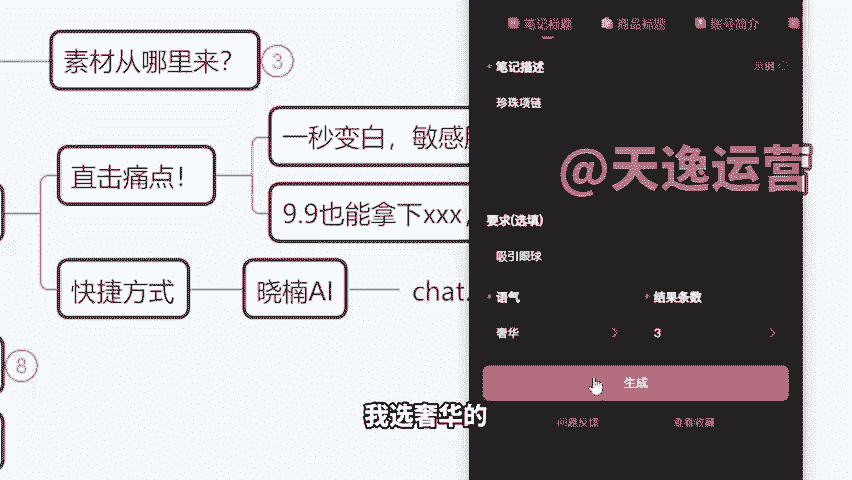 素材从哪里来？
3
直击痛点！
一秒变白，敏感
9.9也能拿下xxx，
快捷方式
晓楠AI
chat.
8
笔记标题
商品标题
账号简介
* 笔记描述
示例
珍珠项链
@天逸运营
要求(选填)
吸引眼球
* 语气
* 结果条数
奢华
3
生成
问题反馈
查看收藏
我选奢华的